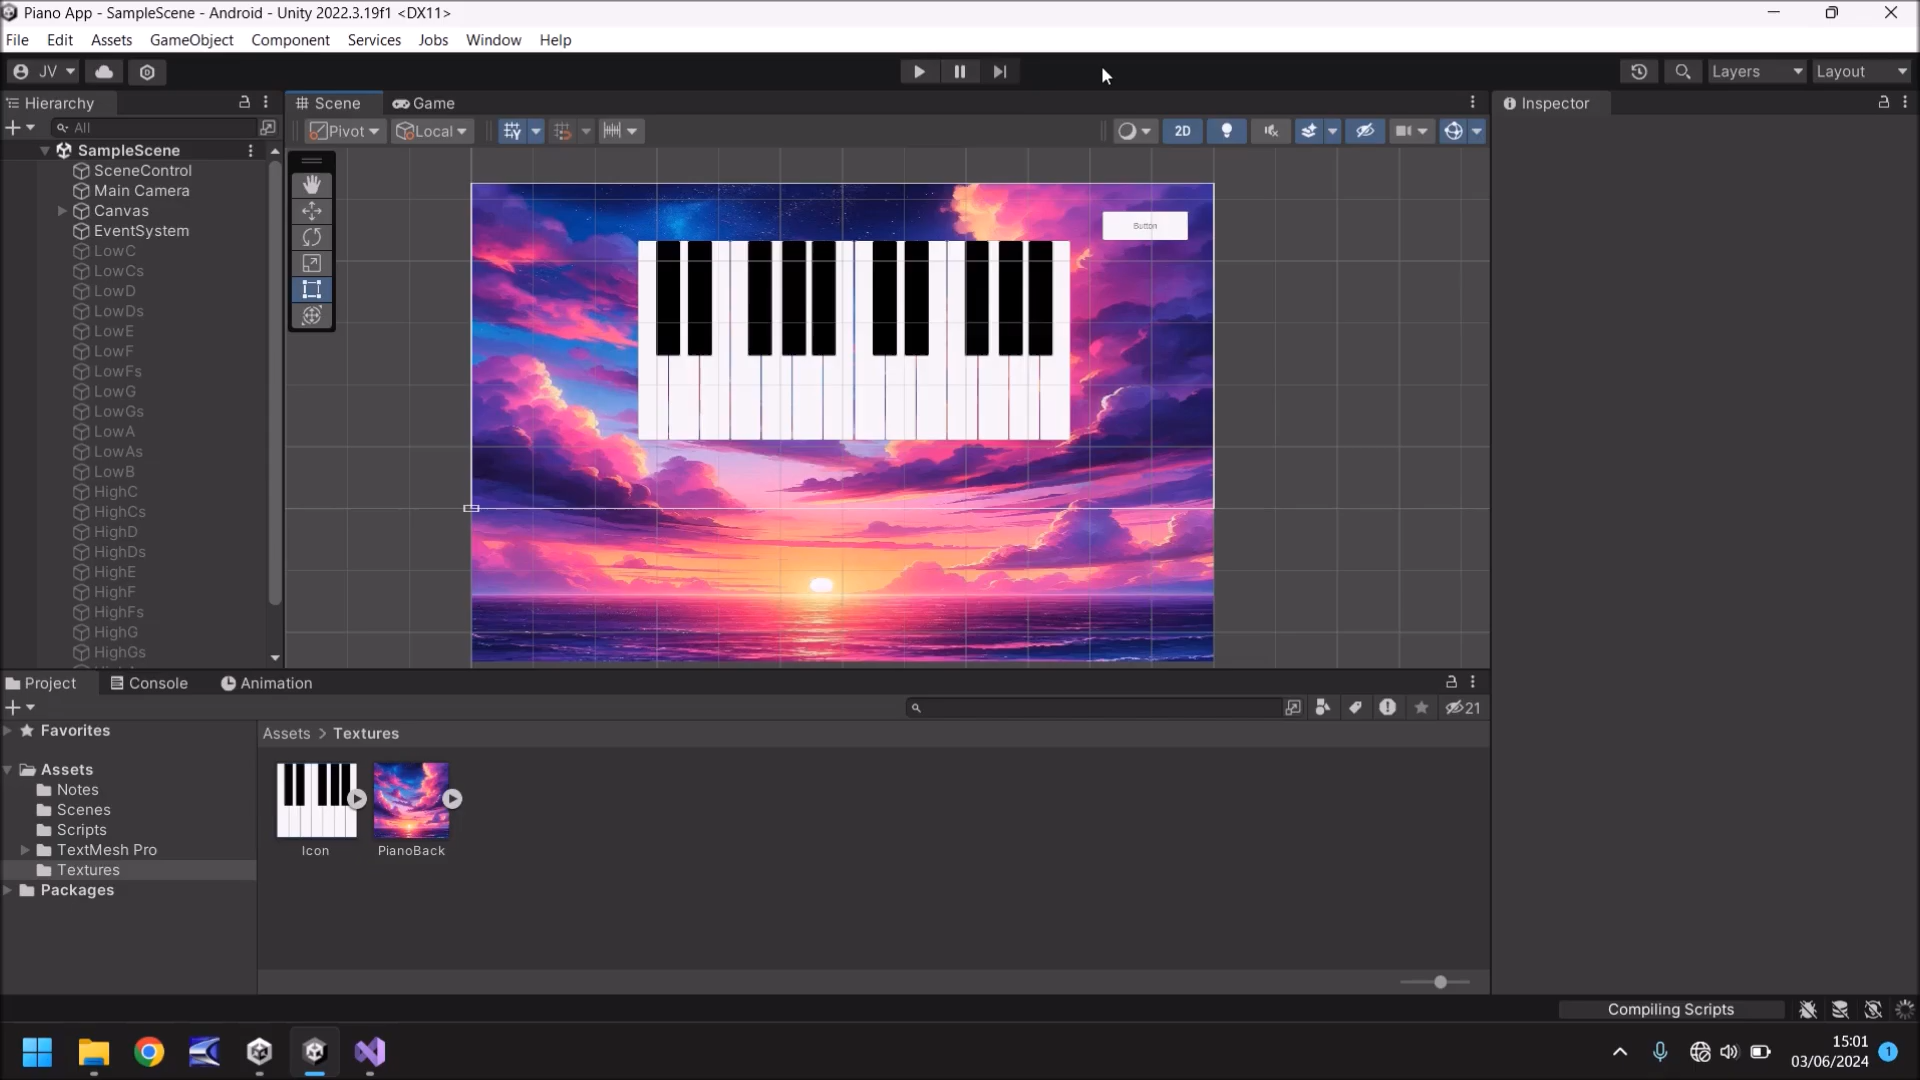 Piano App - SampleScene - Android - Unity 2022.3.19f1 <DX11>
File Edit Assets GameObject Component Services Jobs Window Help
JV Layers Layout
Hierarchy Scene Game Inspector
All Pivot Local 2D
SampleScene
SceneControl
Main Camera
Canvas
EventSystem
LowC
LowCs
LowD
LowDs
LowE
LowF
LowFs
LowG
LowGs
LowA
LowAs
LowB
HighC
HighCs
HighD
HighDs
HighE
HighF
HighFs
HighG
HighGs
Button
Project Console Animation
21
Favorites
Assets > Textures
Assets
Notes
Scenes
Scripts
TextMesh Pro
Textures
Packages
Icon PianoBack
Compiling Scripts
15:01
03/06/2024
1